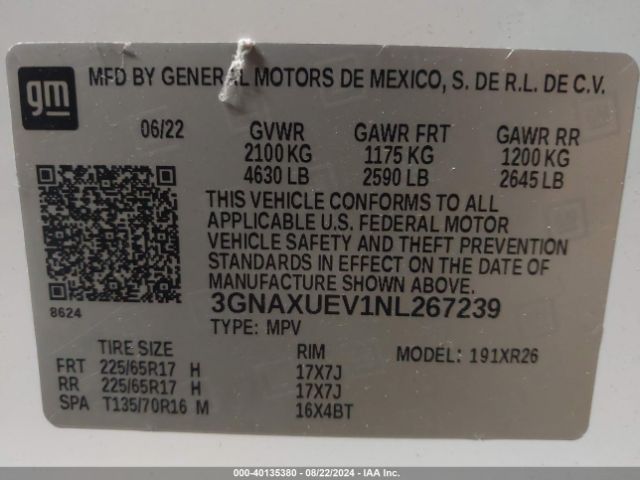 gm
MFD BY GENERAL MOTORS DE MEXICO, S. DE R.L. DE C.V.
06/22 GVWR GAWR FRT GAWR RR
2100 KG 1175 KG 1200 KG
4630 LB 2590 LB 2645 LB
THIS VEHICLE CONFORMS TO ALL
APPLICABLE U.S. FEDERAL MOTOR
VEHICLE SAFETY AND THEFT PREVENTION
STANDARDS IN EFFECT ON THE DATE OF
MANUFACTURE SHOWN ABOVE.
8624 3GNAXUEV1NL267239
TYPE: MPV
TIRE SIZE RIM MODEL: 191XR26
FRT 225/65R17 H 17X7J
RR 225/65R17 H 17X7J
SPA T135/70R16 M 16X4BT
000-40135380 - 08/22/2024 - IAA Inc.